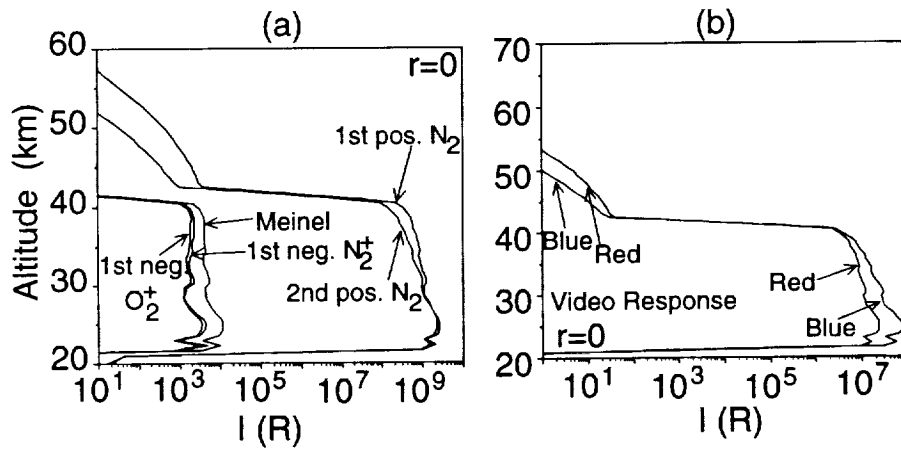 (a)
60
50
40
30
20
Altitude (km)
r=0
1st pos. N2
Meinel
1st neg. N2+
1st neg.
O2+
2nd pos. N2
10^1 10^3 10^5 10^7 10^9
I (R)
(b)
70
60
50
40
30
20
Blue
Red
Red
Video Response
Blue
r=0
10^1 10^3 10^5 10^7
I (R)